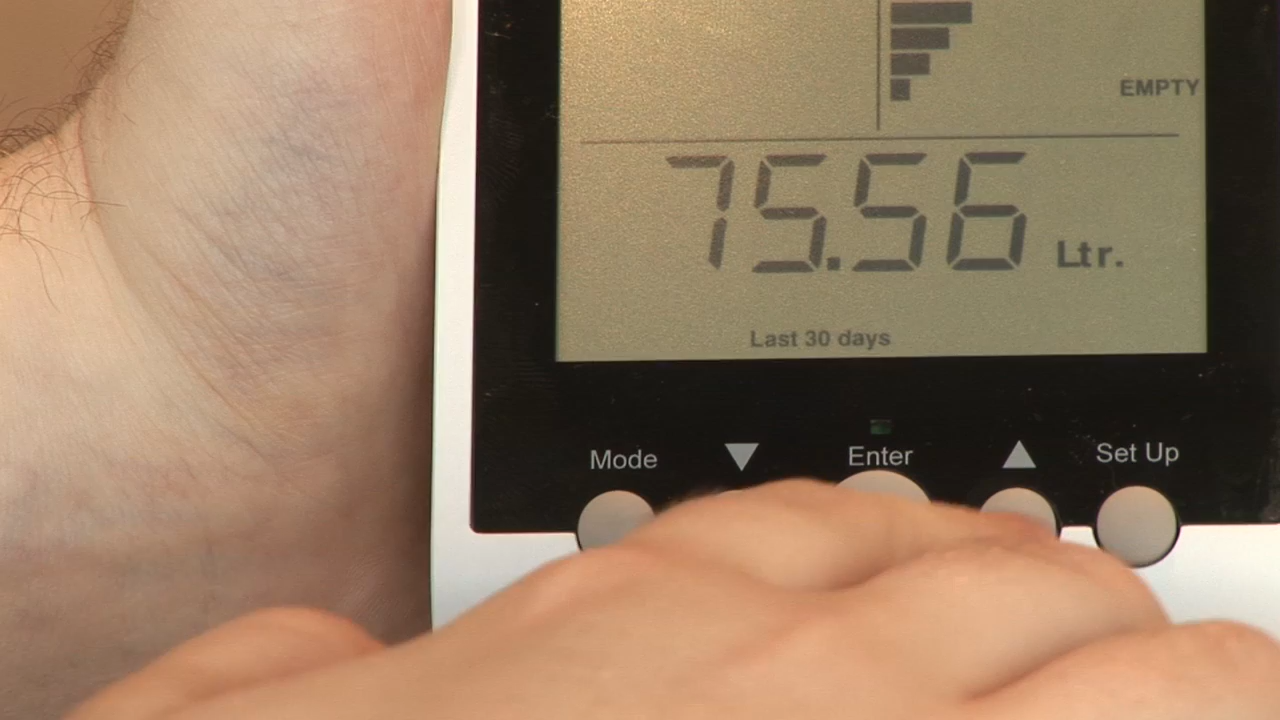 EMPTY
75.56 Ltr.
Last 30 days
Mode ▼ Enter ▲ Set Up